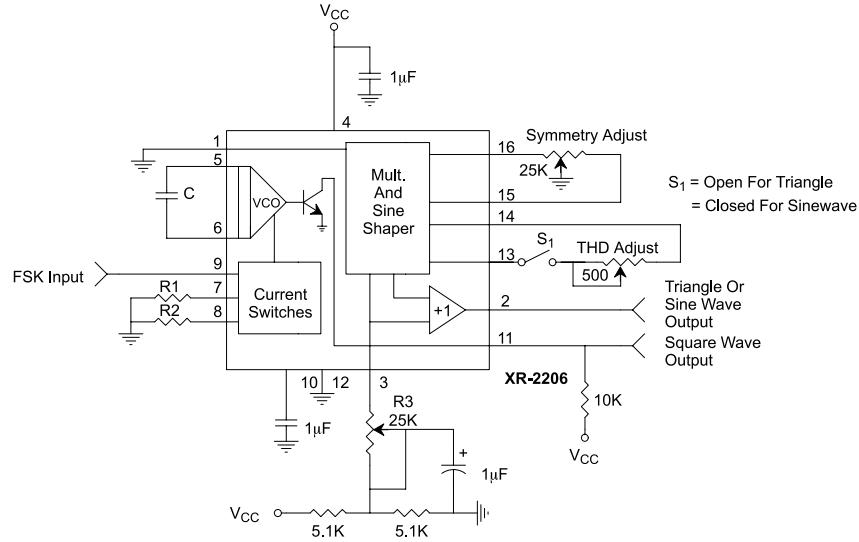 VCC
1µF
4
1
16
Symmetry Adjust
5
25K
Mult.
And
Sine
Shaper
15
S1 = Open For Triangle
= Closed For Sinewave
C
VCO
14
6
13
S1
THD Adjust
500
FSK Input
9
R1
7
R2
8
Current
Switches
+1
2
Triangle Or
Sine Wave
Output
11
Square Wave
Output
10
12
3
XR-2206
1µF
R3
25K
10K
+
1µF
VCC
VCC
5.1K
5.1K